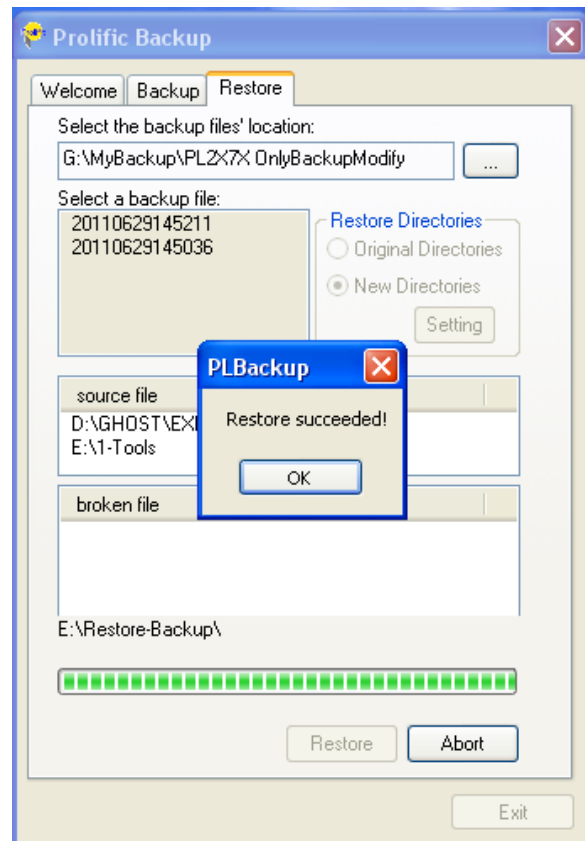 Prolific Backup
Welcome Backup Restore
Select the backup files' location:
G:\MyBackup\PL2X7X OnlyBackupModify ...
Select a backup file:
20110629145211
20110629145036
Restore Directories
Original Directories
New Directories
Setting
PLBackup
Restore succeeded!
OK
source file
D:\GHOST\
E:\1-Tools
broken file
E:\Restore-Backup\
Restore Abort
Exit